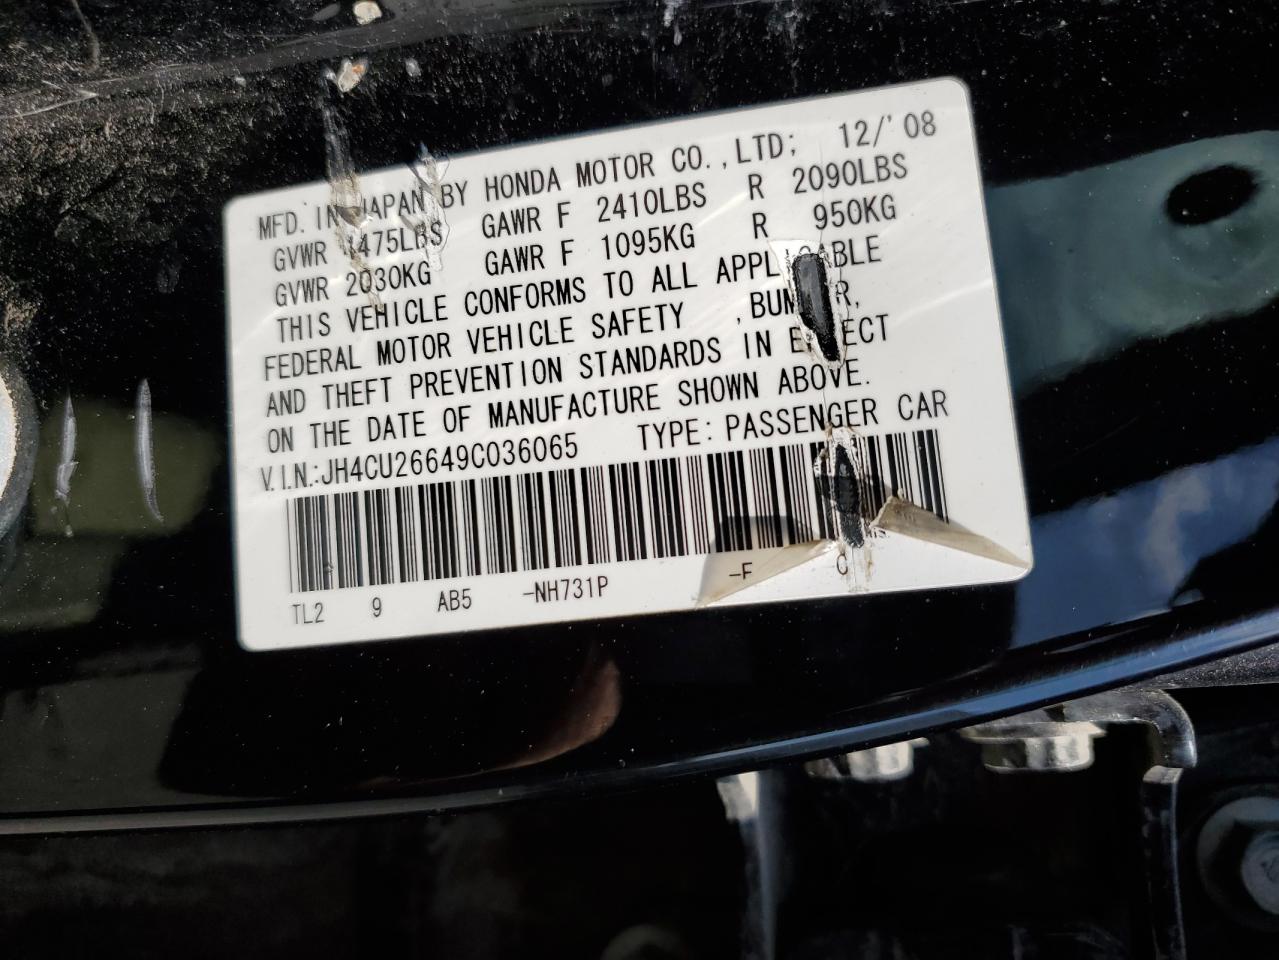 MFD. IN JAPAN BY HONDA MOTOR CO., LTD; 12/'08
GVWR 4475LBS GAWR F 2410LBS R 2090LBS
GVWR 2030KG GAWR F 1095KG R 950KG
THIS VEHICLE CONFORMS TO ALL APPLICABLE
FEDERAL MOTOR VEHICLE SAFETY , BUMPER,
AND THEFT PREVENTION STANDARDS IN EFFECT
ON THE DATE OF MANUFACTURE SHOWN ABOVE.
V.I.N.:JH4CU26649C036065 TYPE: PASSENGER CAR
TL2 9 AB5 -NH731P -F C